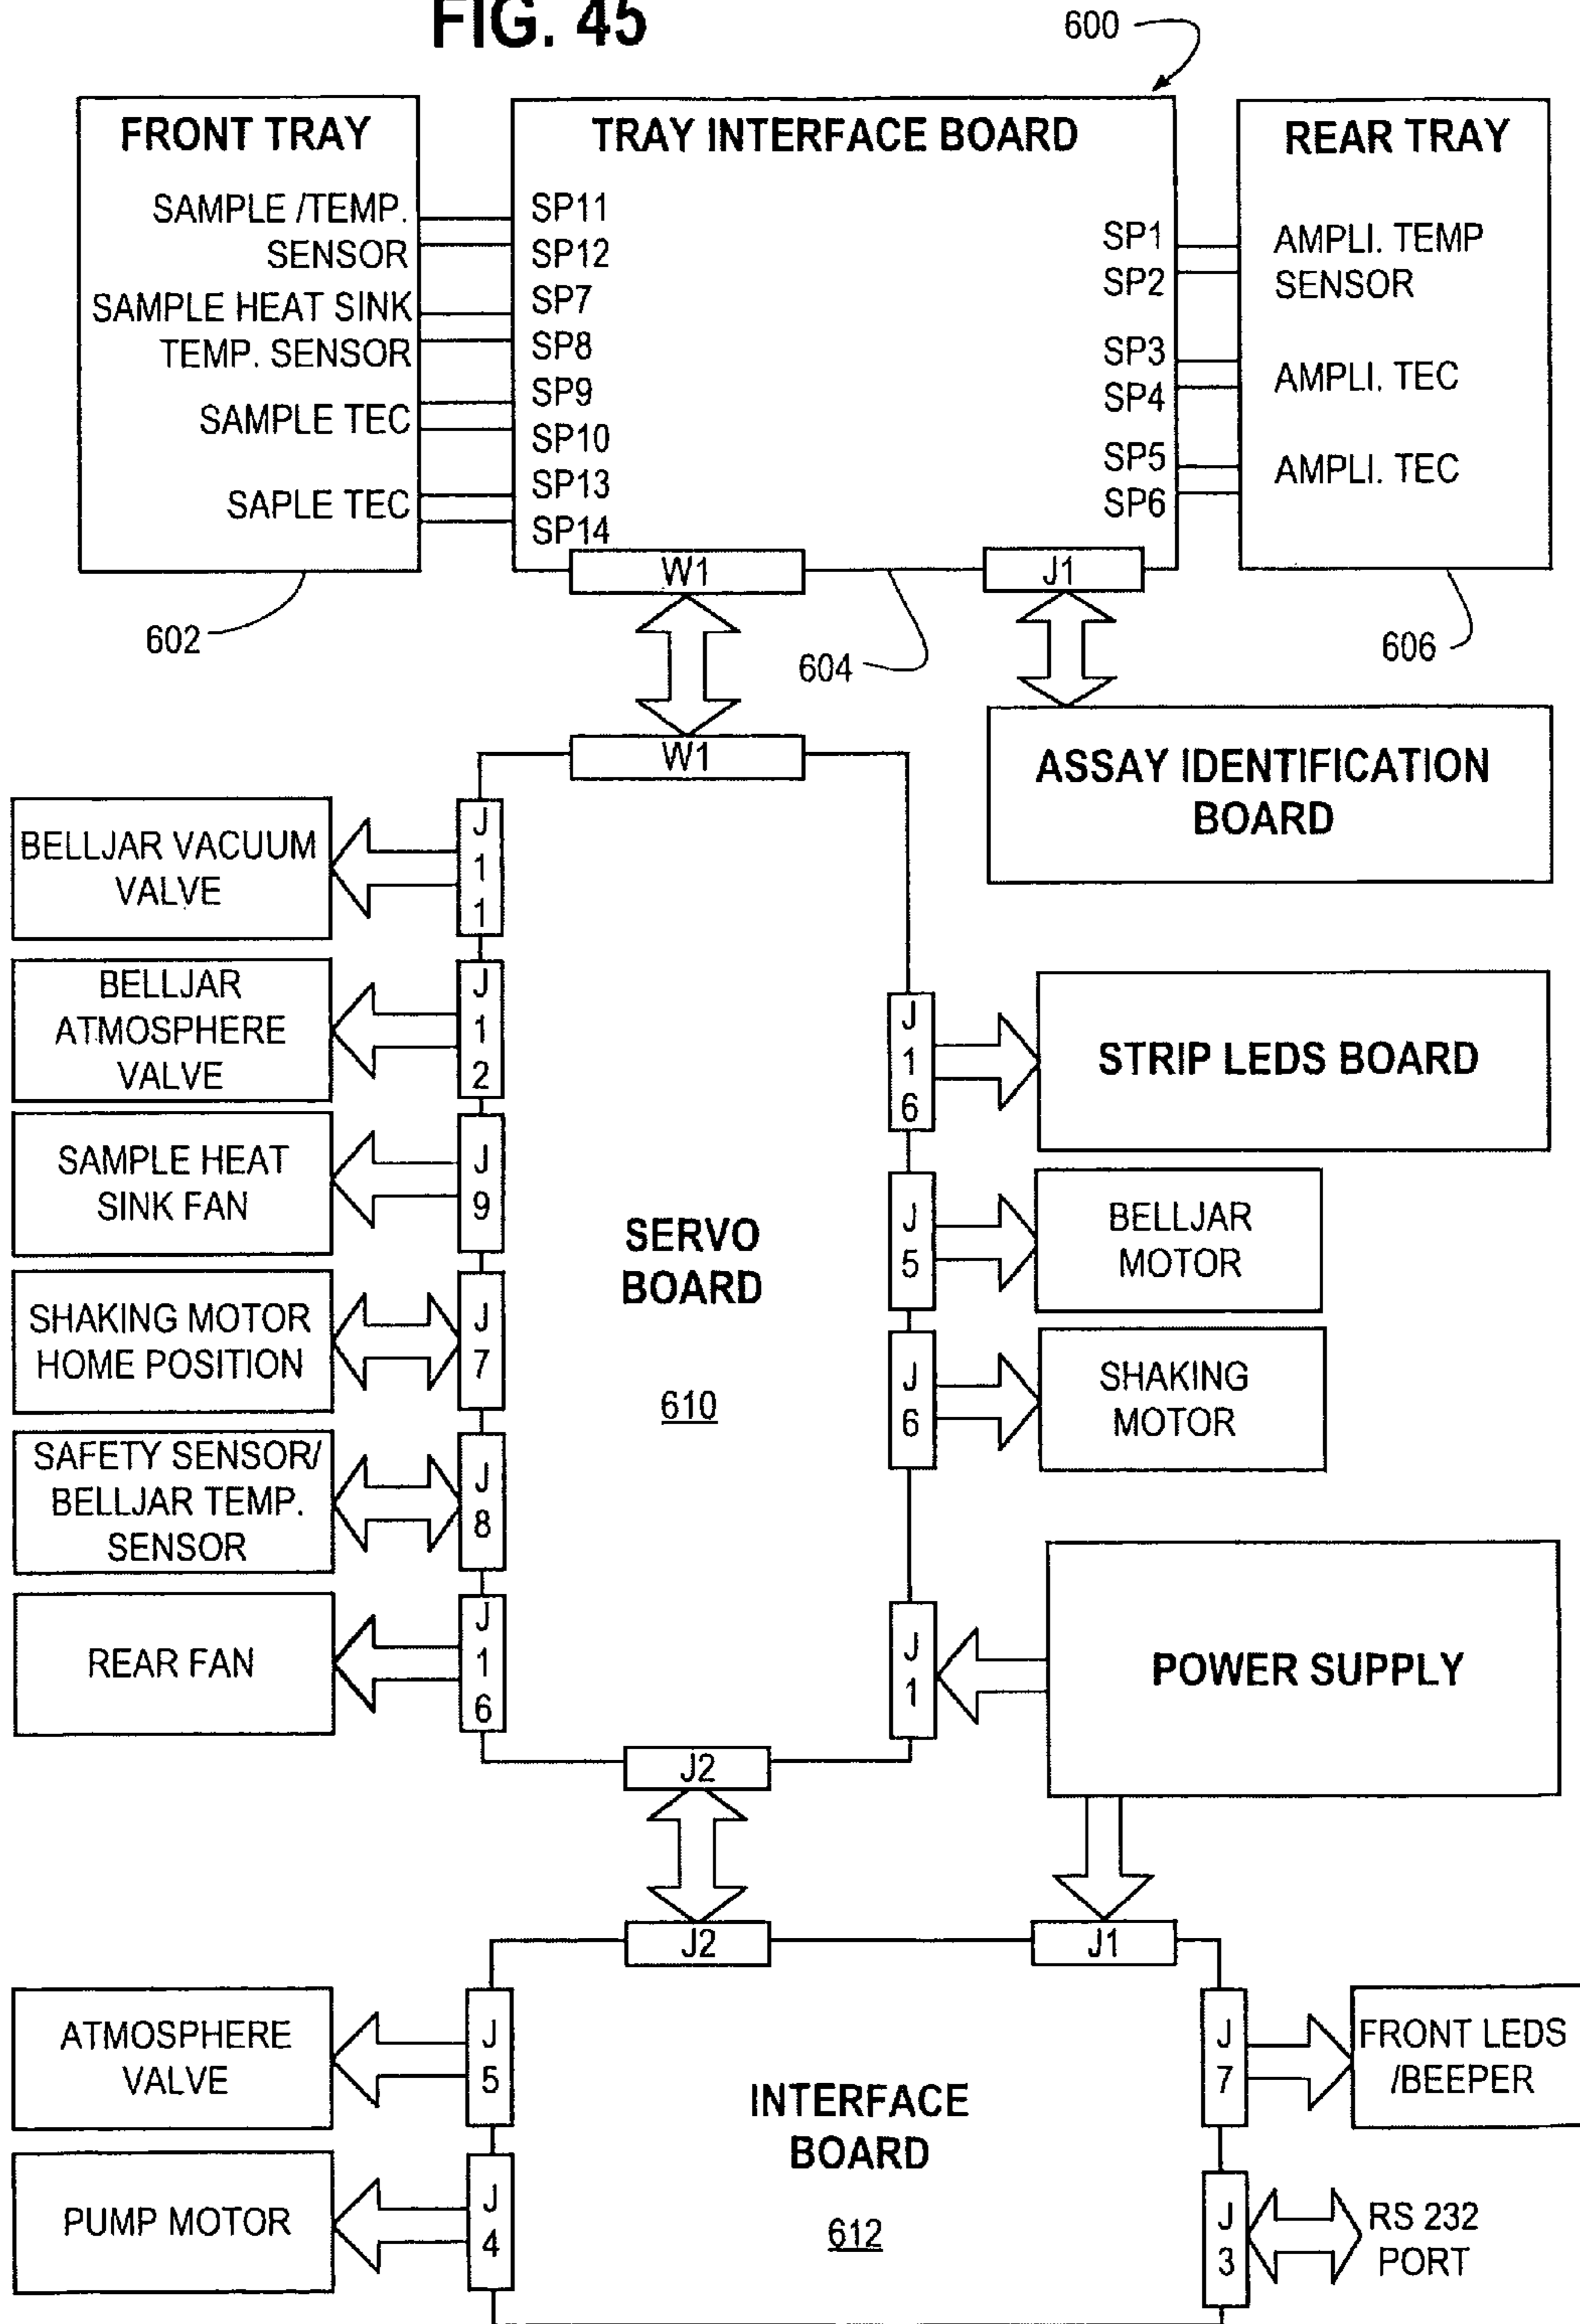 FIG. 45
600
FRONT TRAY
SAMPLE /TEMP.
SENSOR
SAMPLE HEAT SINK
TEMP. SENSOR
SAMPLE TEC
SAPLE TEC
602
TRAY INTERFACE BOARD
SP11
SP12
SP7
SP8
SP9
SP10
SP13
SP14
SP1
SP2
SP3
SP4
SP5
SP6
W1
J1
604
REAR TRAY
AMPLI. TEMP
SENSOR
AMPLI. TEC
AMPLI. TEC
606
ASSAY IDENTIFICATION
BOARD
W1
BELLJAR VACUUM
VALVE
J11
BELLJAR
ATMOSPHERE
VALVE
J12
SAMPLE HEAT
SINK FAN
J9
SHAKING MOTOR
HOME POSITION
J7
SAFETY SENSOR/
BELLJAR TEMP.
SENSOR
J8
REAR FAN
J16
SERVO
BOARD
610
J16
STRIP LEDS BOARD
J5
BELLJAR
MOTOR
J6
SHAKING
MOTOR
J1
POWER SUPPLY
J2
J2
J1
ATMOSPHERE
VALVE
J5
PUMP MOTOR
J4
INTERFACE
BOARD
612
J7
FRONT LEDS
/BEEPER
J3
RS 232
PORT